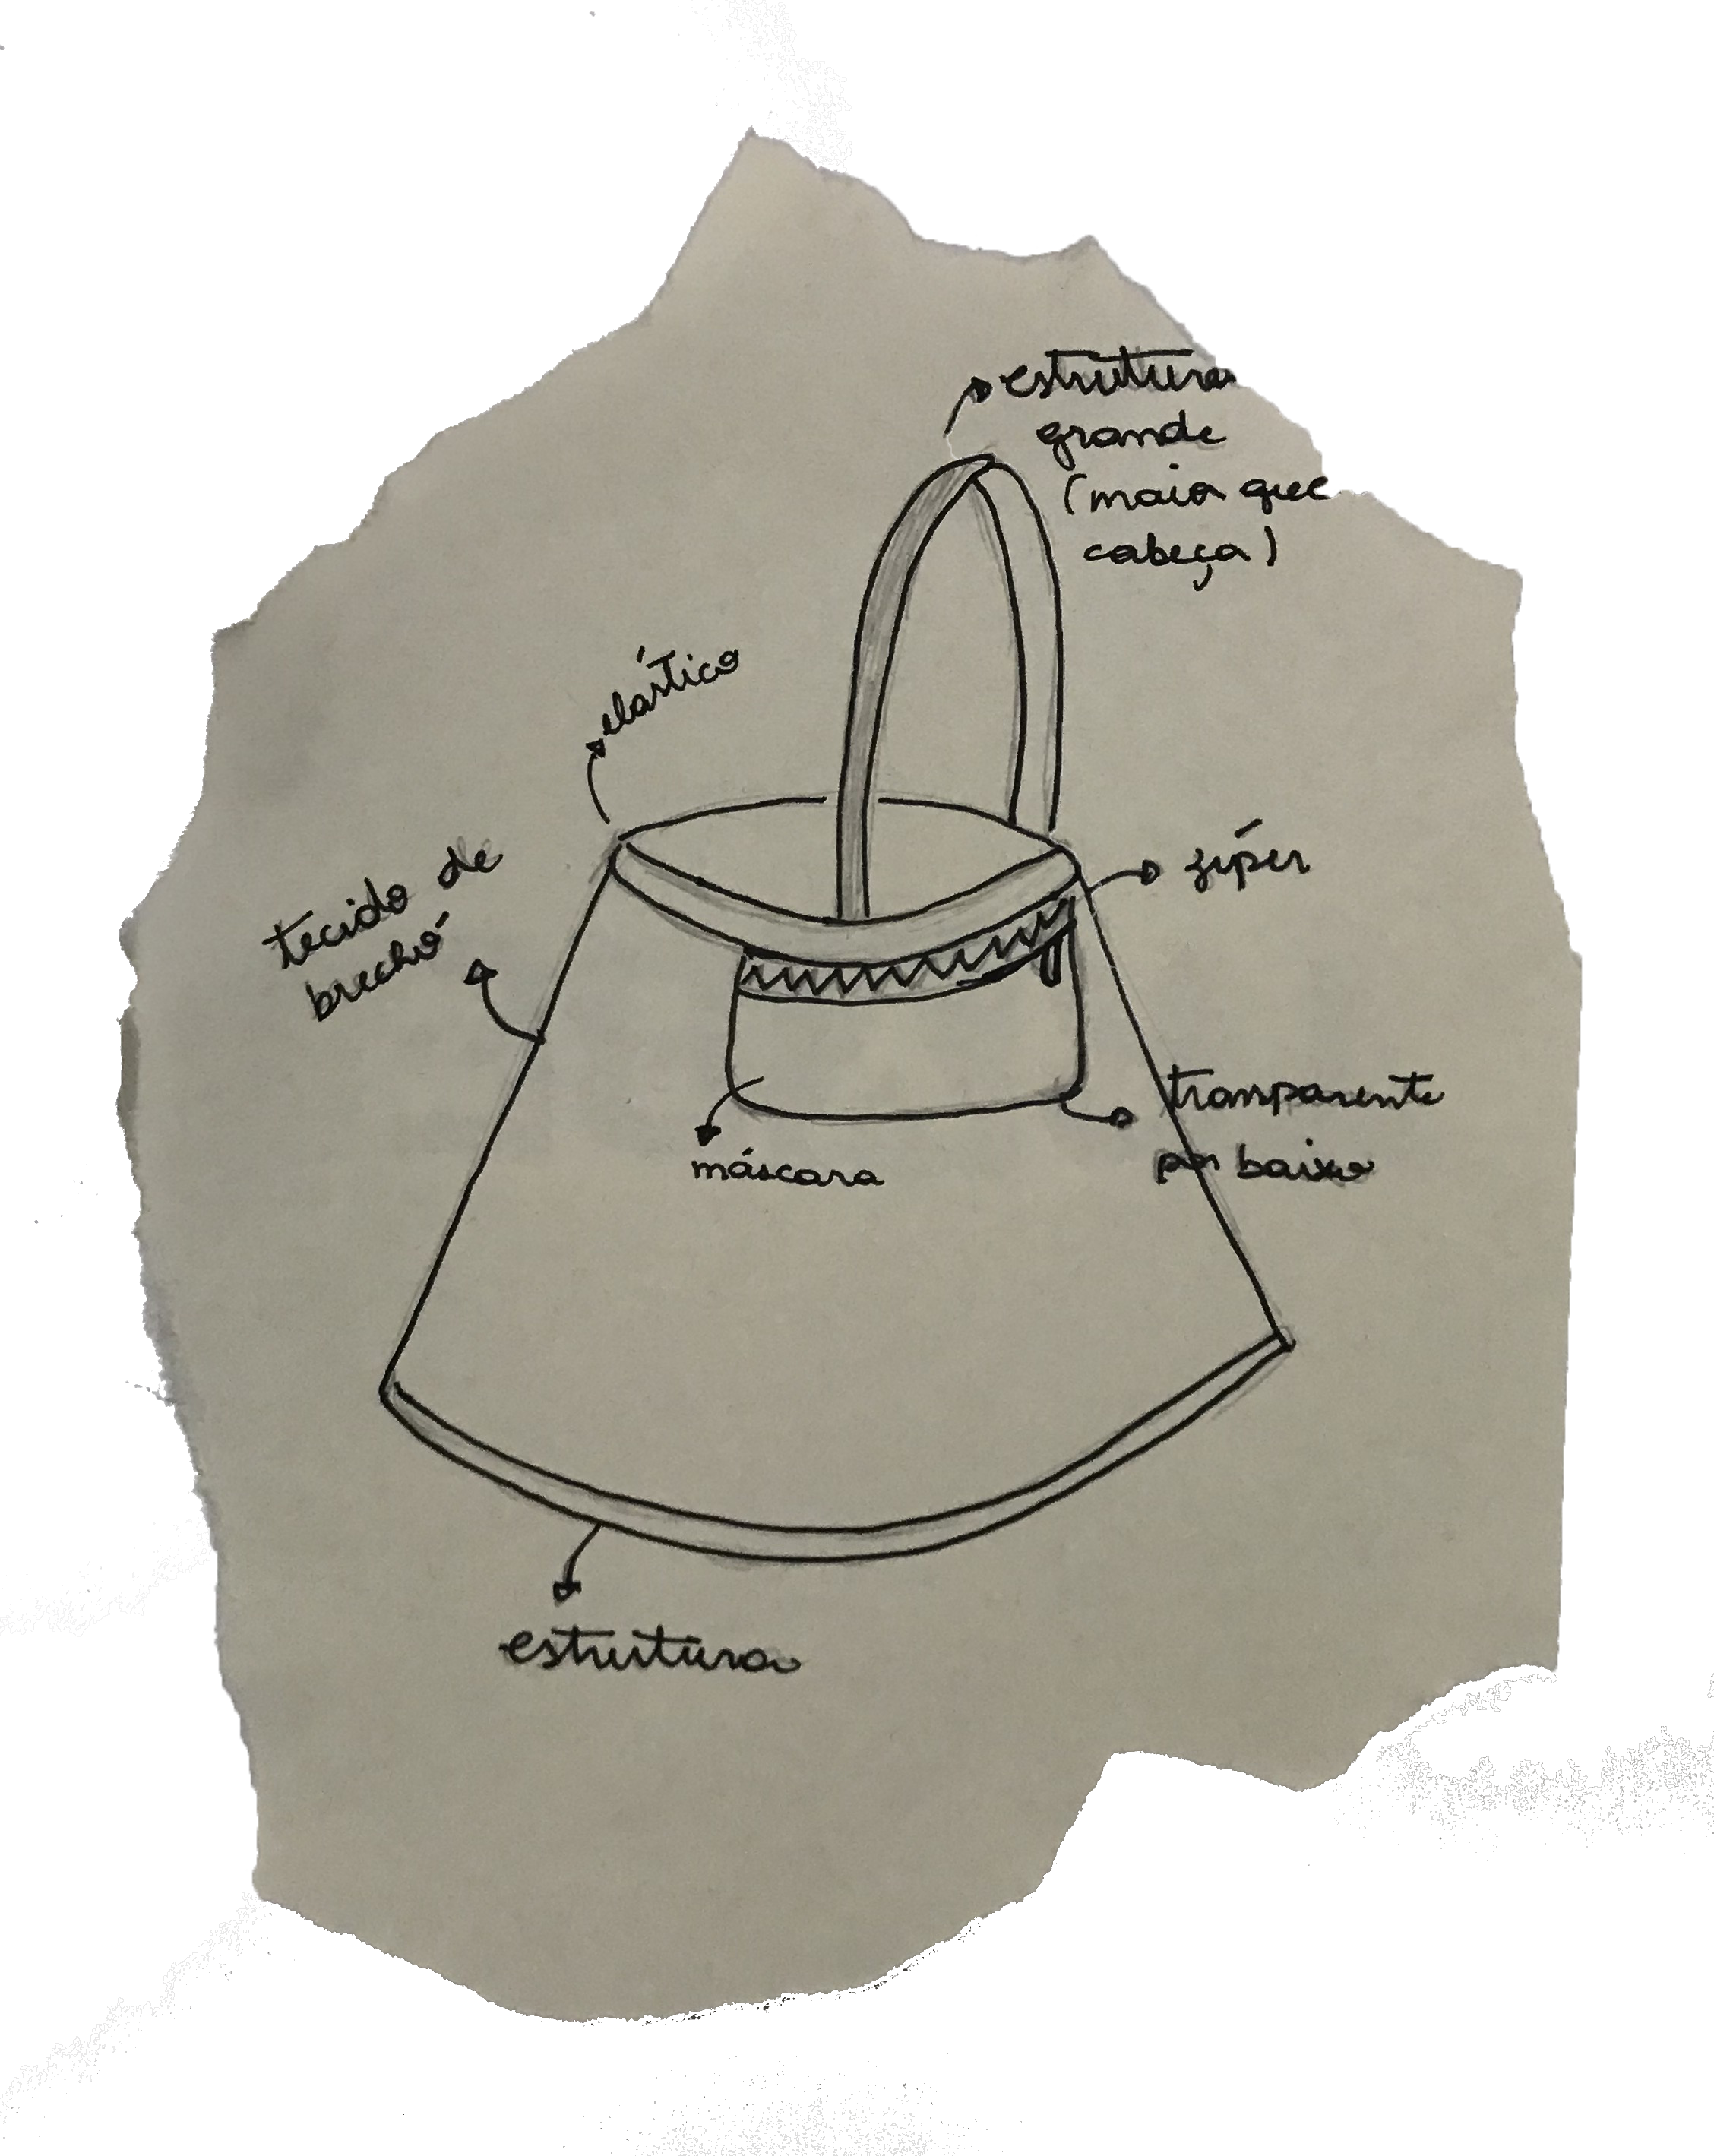 estrutura
grande
(maior que
cabeça)
elástico
tecido de
brechó
zíper
transparente
por baixo
máscara
estrutura